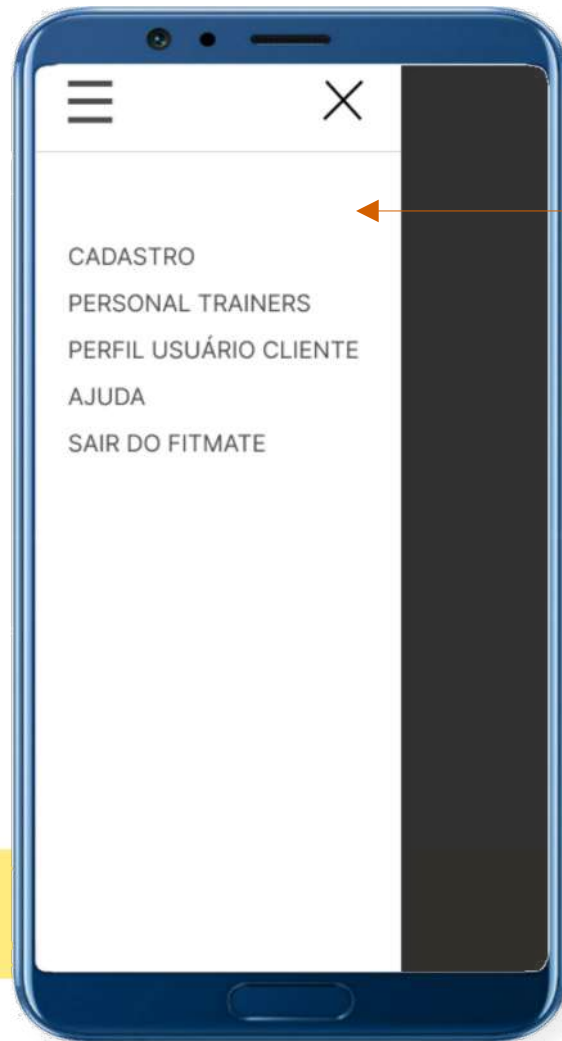 CADASTRO
PERSONAL TRAINERS
PERFIL USUÁRIO CLIENTE
AJUDA
SAIR DO FITMATE